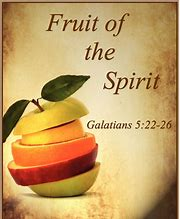 Fruit of
the
Spirit
Galatians 5:22-26